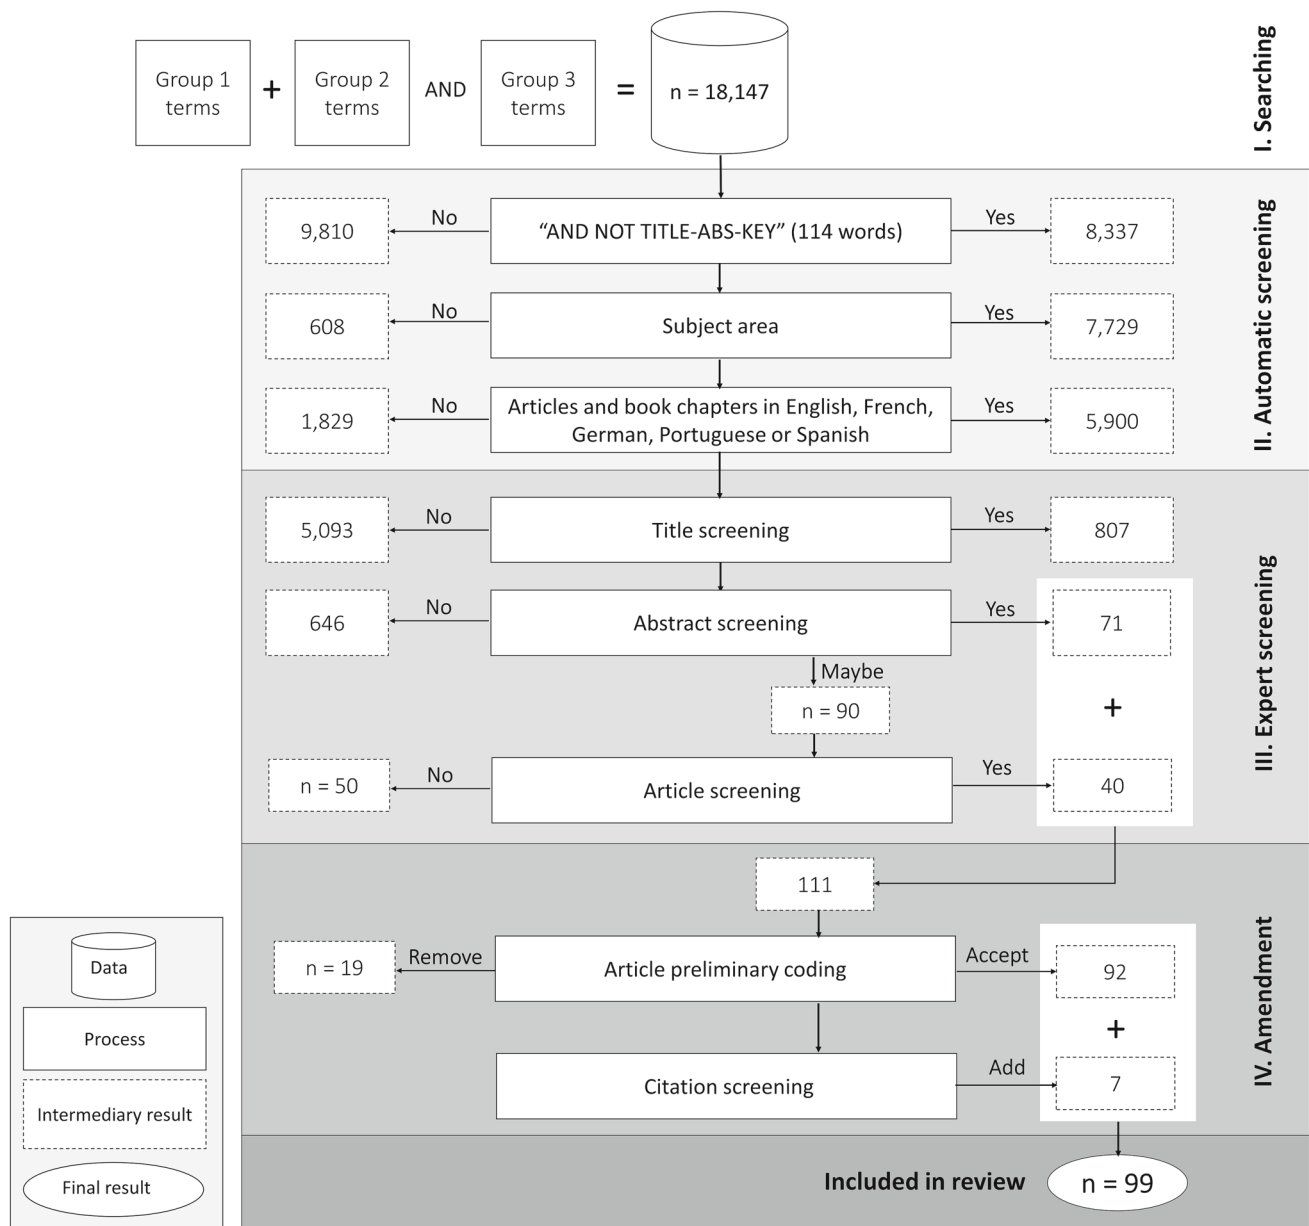 Group 1
terms
+
Group 2
terms
AND
Group 3
terms
=
n = 18,147
I. Searching
9,810
No
“AND NOT TITLE-ABS-KEY” (114 words)
Yes
8,337
608
No
Subject area
Yes
7,729
1,829
No
Articles and book chapters in English, French,
German, Portuguese or Spanish
Yes
5,900
II. Automatic screening
5,093
No
Title screening
Yes
807
646
No
Abstract screening
Yes
71
Maybe
n = 90
+
n = 50
No
Article screening
Yes
40
III. Expert screening
111
n = 19
Remove
Article preliminary coding
Accept
92
+
Citation screening
Add
7
IV. Amendment
Included in review
n = 99
Data
Process
Intermediary result
Final result